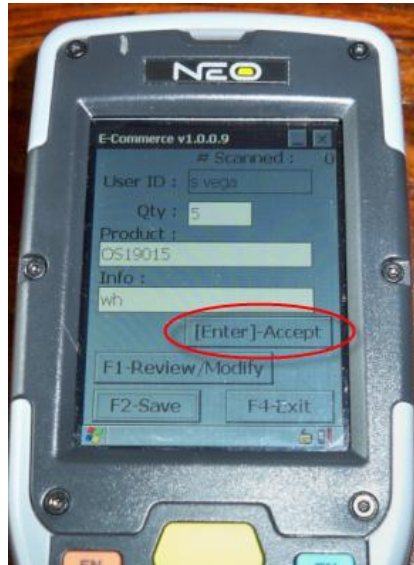 NEO
E-Commerce v1.0.0.9
# Scanned : 0
User ID : s vega
Qty : 5
Product :
OS19015
Info :
wh
[Enter]-Accept
F1-Review/Modify
F2-Save F4-Exit